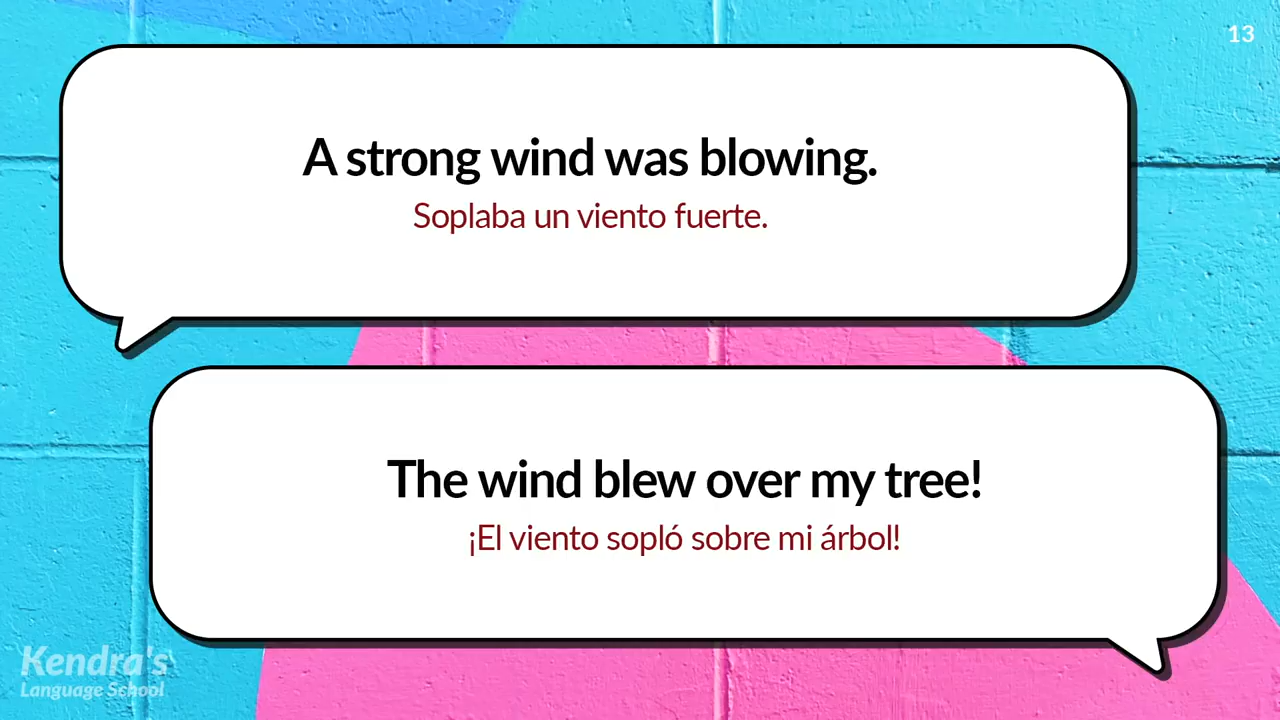 13
A strong wind was blowing.
Soplaba un viento fuerte.
The wind blew over my tree!
¡El viento sopló sobre mi árbol!
Kendra's
Language School